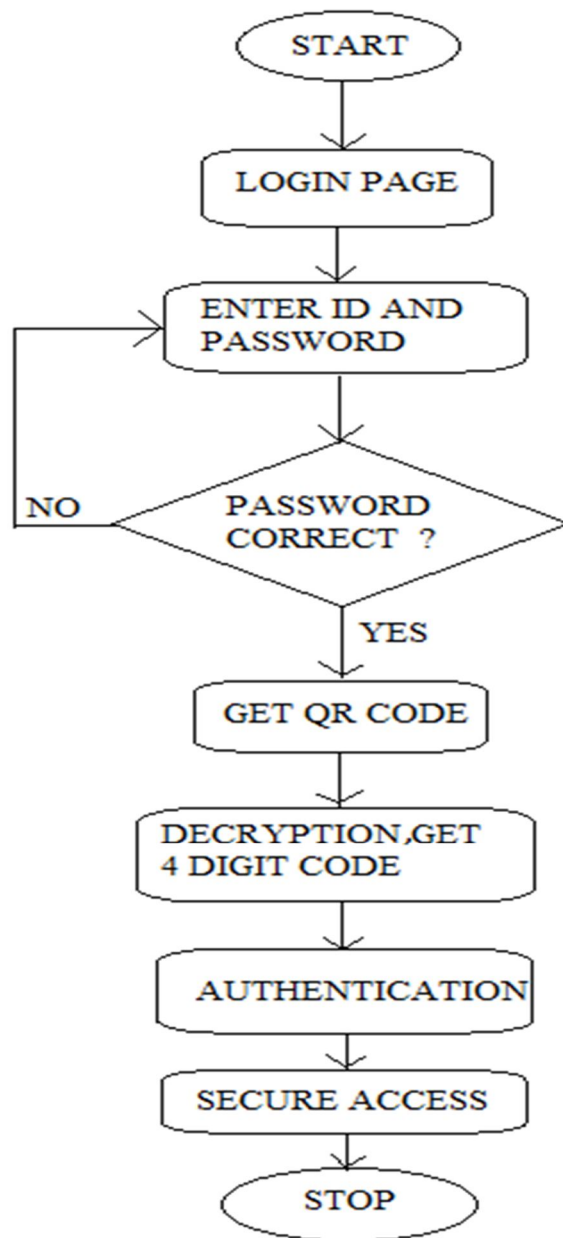 START
LOGIN PAGE
ENTER ID AND
PASSWORD
NO
PASSWORD
CORRECT ?
YES
GET QR CODE
DECRYPTION,GET
4 DIGIT CODE
AUTHENTICATION
SECURE ACCESS
STOP